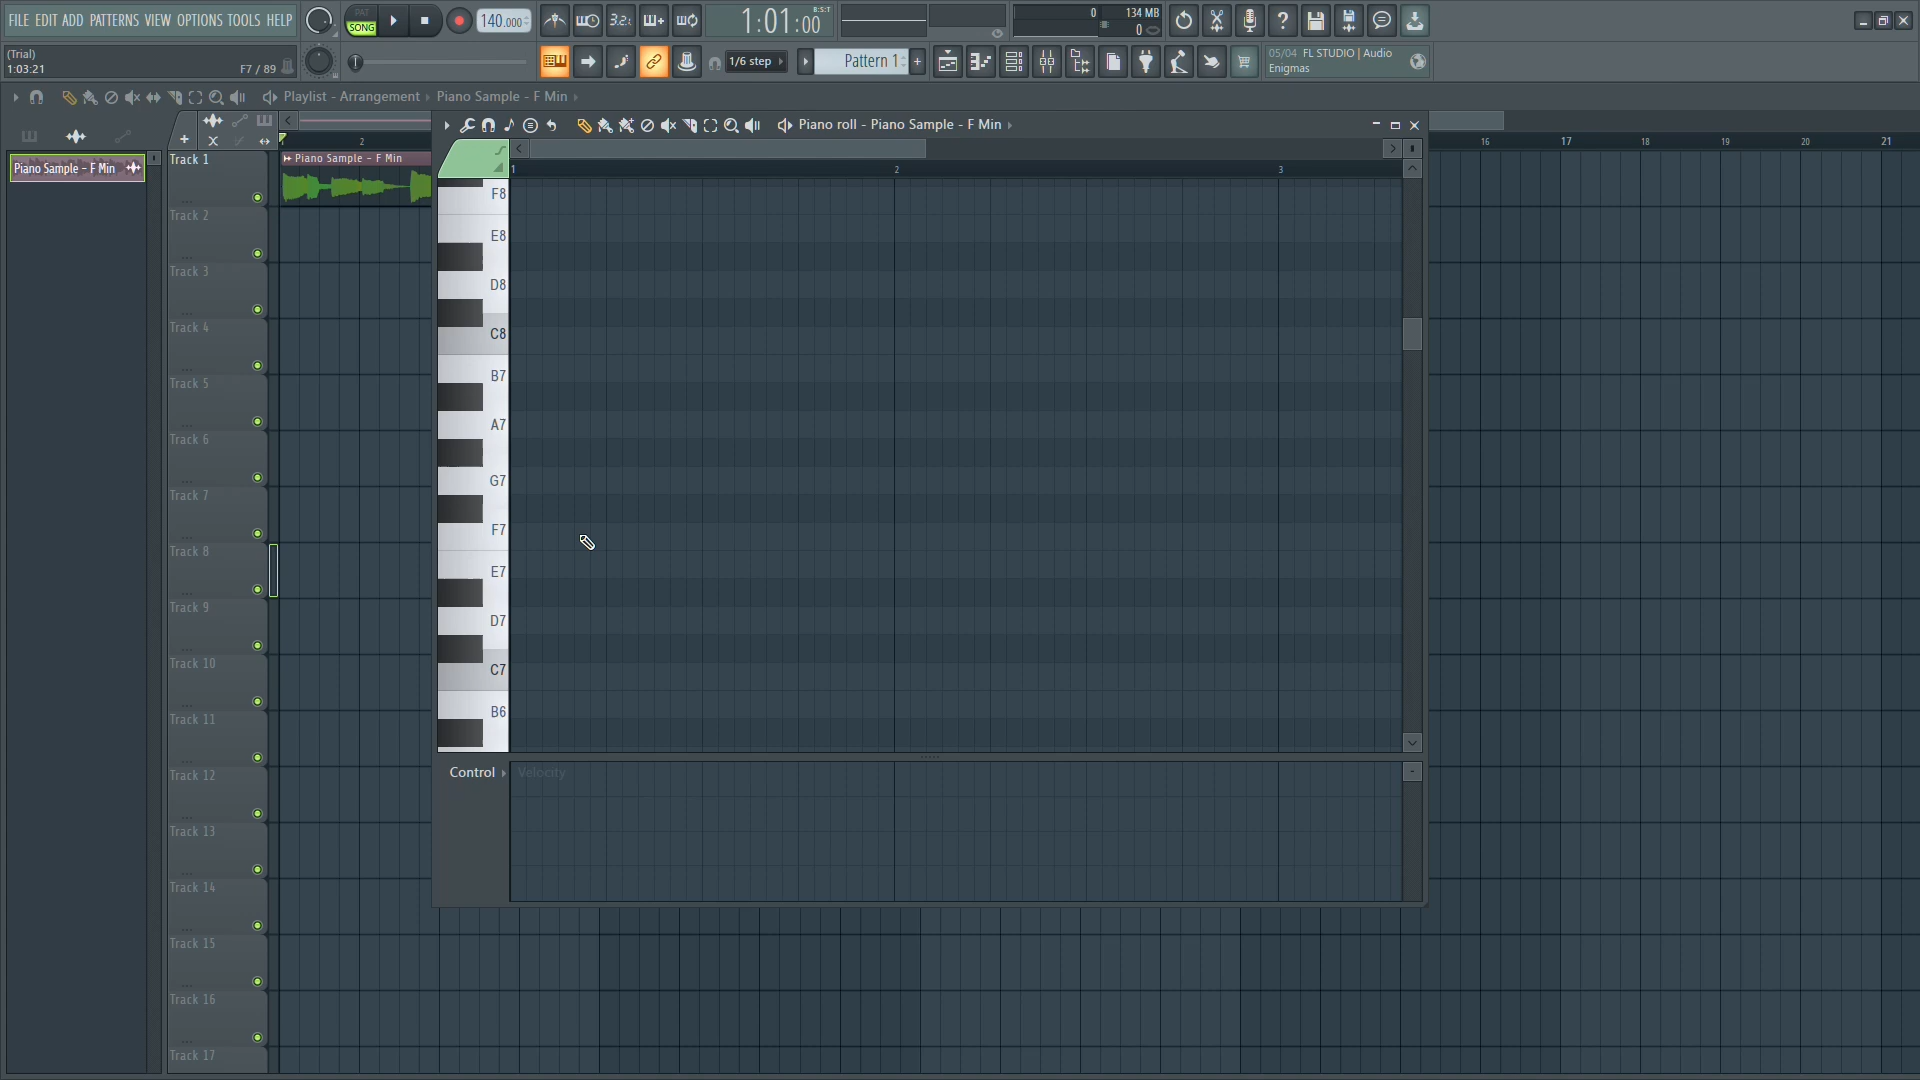 FILE EDIT ADD PATTERNS VIEW OPTIONS TOOLS HELP
PAT
SONG
140.000
3.2.
1:01:00
B:S:T
0
134 MB
0
(Trial)
1:03:21
F7 / 89
1/6 step
Pattern 1
+
05/04 FL STUDIO | Audio
Enigmas
Playlist - Arrangement
Piano Sample - F Min
Piano roll - Piano Sample - F Min
2
16
17
18
19
20
21
Piano Sample - F Min
Piano Sample - F Min
Track 1
Track 2
Track 3
Track 4
Track 5
Track 6
Track 7
Track 8
Track 9
Track 10
Track 11
Track 12
Track 13
Track 14
Track 15
Track 16
Track 17
1
2
3
F8
E8
D8
C8
B7
A7
G7
F7
E7
D7
C7
B6
Control
Velocity